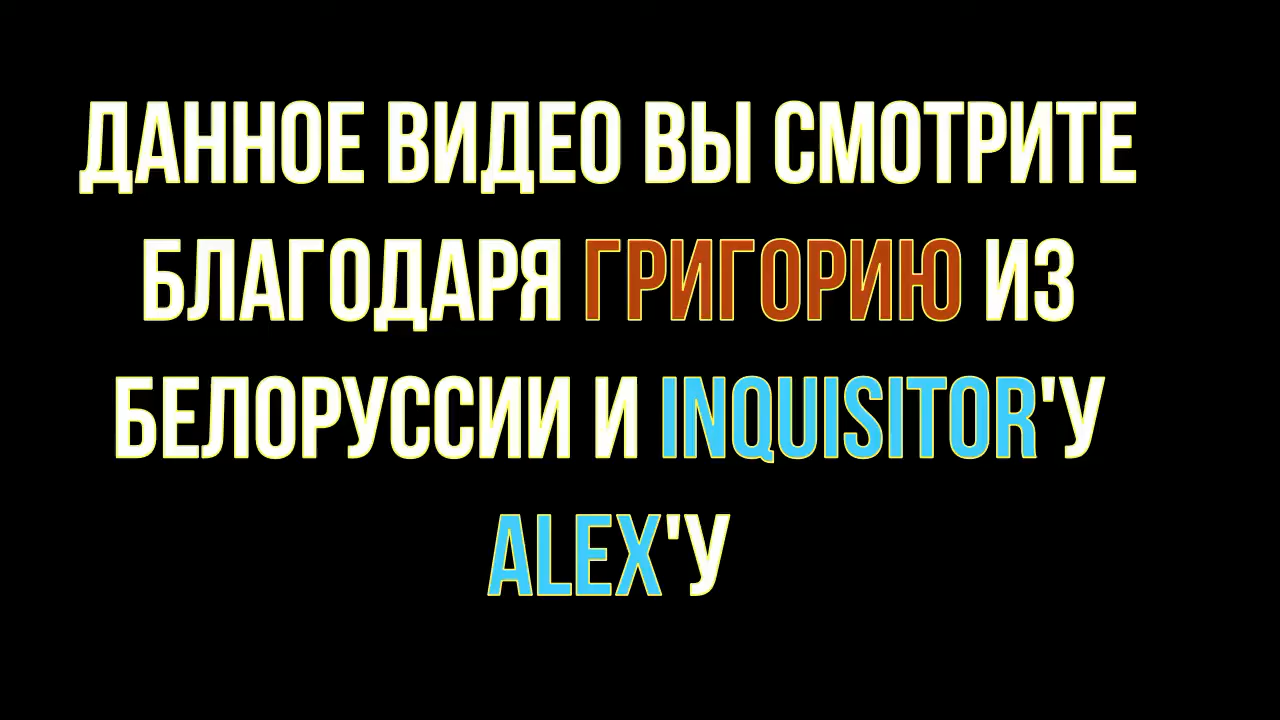 ДАННОЕ ВИДЕО ВЫ СМОТРИТЕ
БЛАГОДАРЯ ГРИГОРИЮ ИЗ
БЕЛОРУССИИ И INQUISITOR'У
ALEX'У